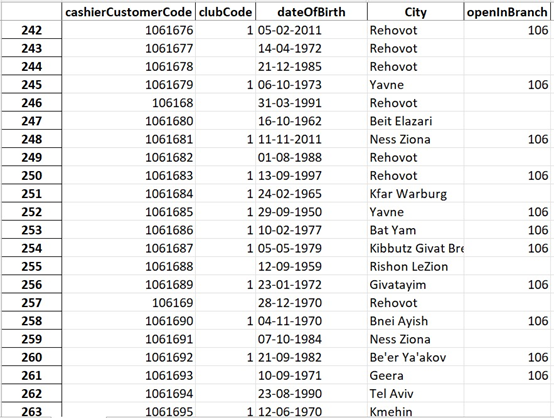 cashierCustomerCode clubCode dateOfBirth City openInBranch
242 1061676 1 05-02-2011 Rehovot 106
243 1061677 14-04-1972 Rehovot
244 1061678 21-12-1985 Rehovot
245 1061679 1 06-10-1973 Yavne 106
246 106168 31-03-1991 Rehovot
247 1061680 16-10-1962 Beit Elazari
248 1061681 1 11-11-2011 Ness Ziona 106
249 1061682 01-08-1988 Rehovot
250 1061683 1 13-09-1997 Rehovot 106
251 1061684 1 24-02-1965 Kfar Warburg
252 1061685 1 29-09-1950 Yavne 106
253 1061686 1 10-02-1977 Bat Yam 106
254 1061687 1 05-05-1979 Kibbutz Givat Bre 106
255 1061688 12-09-1959 Rishon LeZion
256 1061689 1 23-01-1972 Givatayim 106
257 106169 28-12-1970 Rehovot
258 1061690 1 04-11-1970 Bnei Ayish 106
259 1061691 07-10-1984 Ness Ziona
260 1061692 1 21-09-1982 Be'er Ya'akov 106
261 1061693 10-09-1971 Geera 106
262 1061694 23-08-1990 Tel Aviv
263 1061695 1 12-06-1970 Kmehin